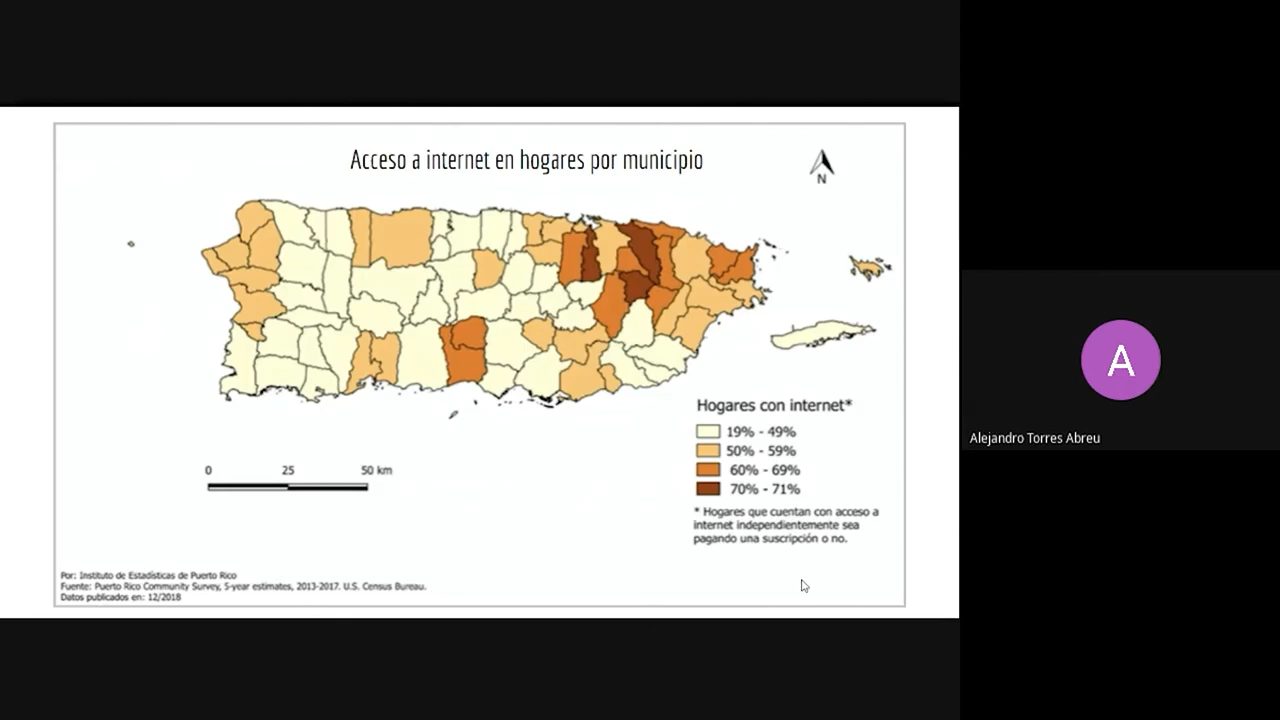 Acceso a internet en hogares por municipio
N
Hogares con internet*
19% - 49%
50% - 59%
60% - 69%
70% - 71%
* Hogares que cuentan con acceso a
internet independientemente sea
pagando una suscripción o no.
0 25 50 km
Por: Instituto de Estadísticas de Puerto Rico
Fuente: Puerto Rico Community Survey, 5-year estimates, 2013-2017. U.S. Census Bureau.
Datos publicados en: 12/2018
A
Alejandro Torres Abreu